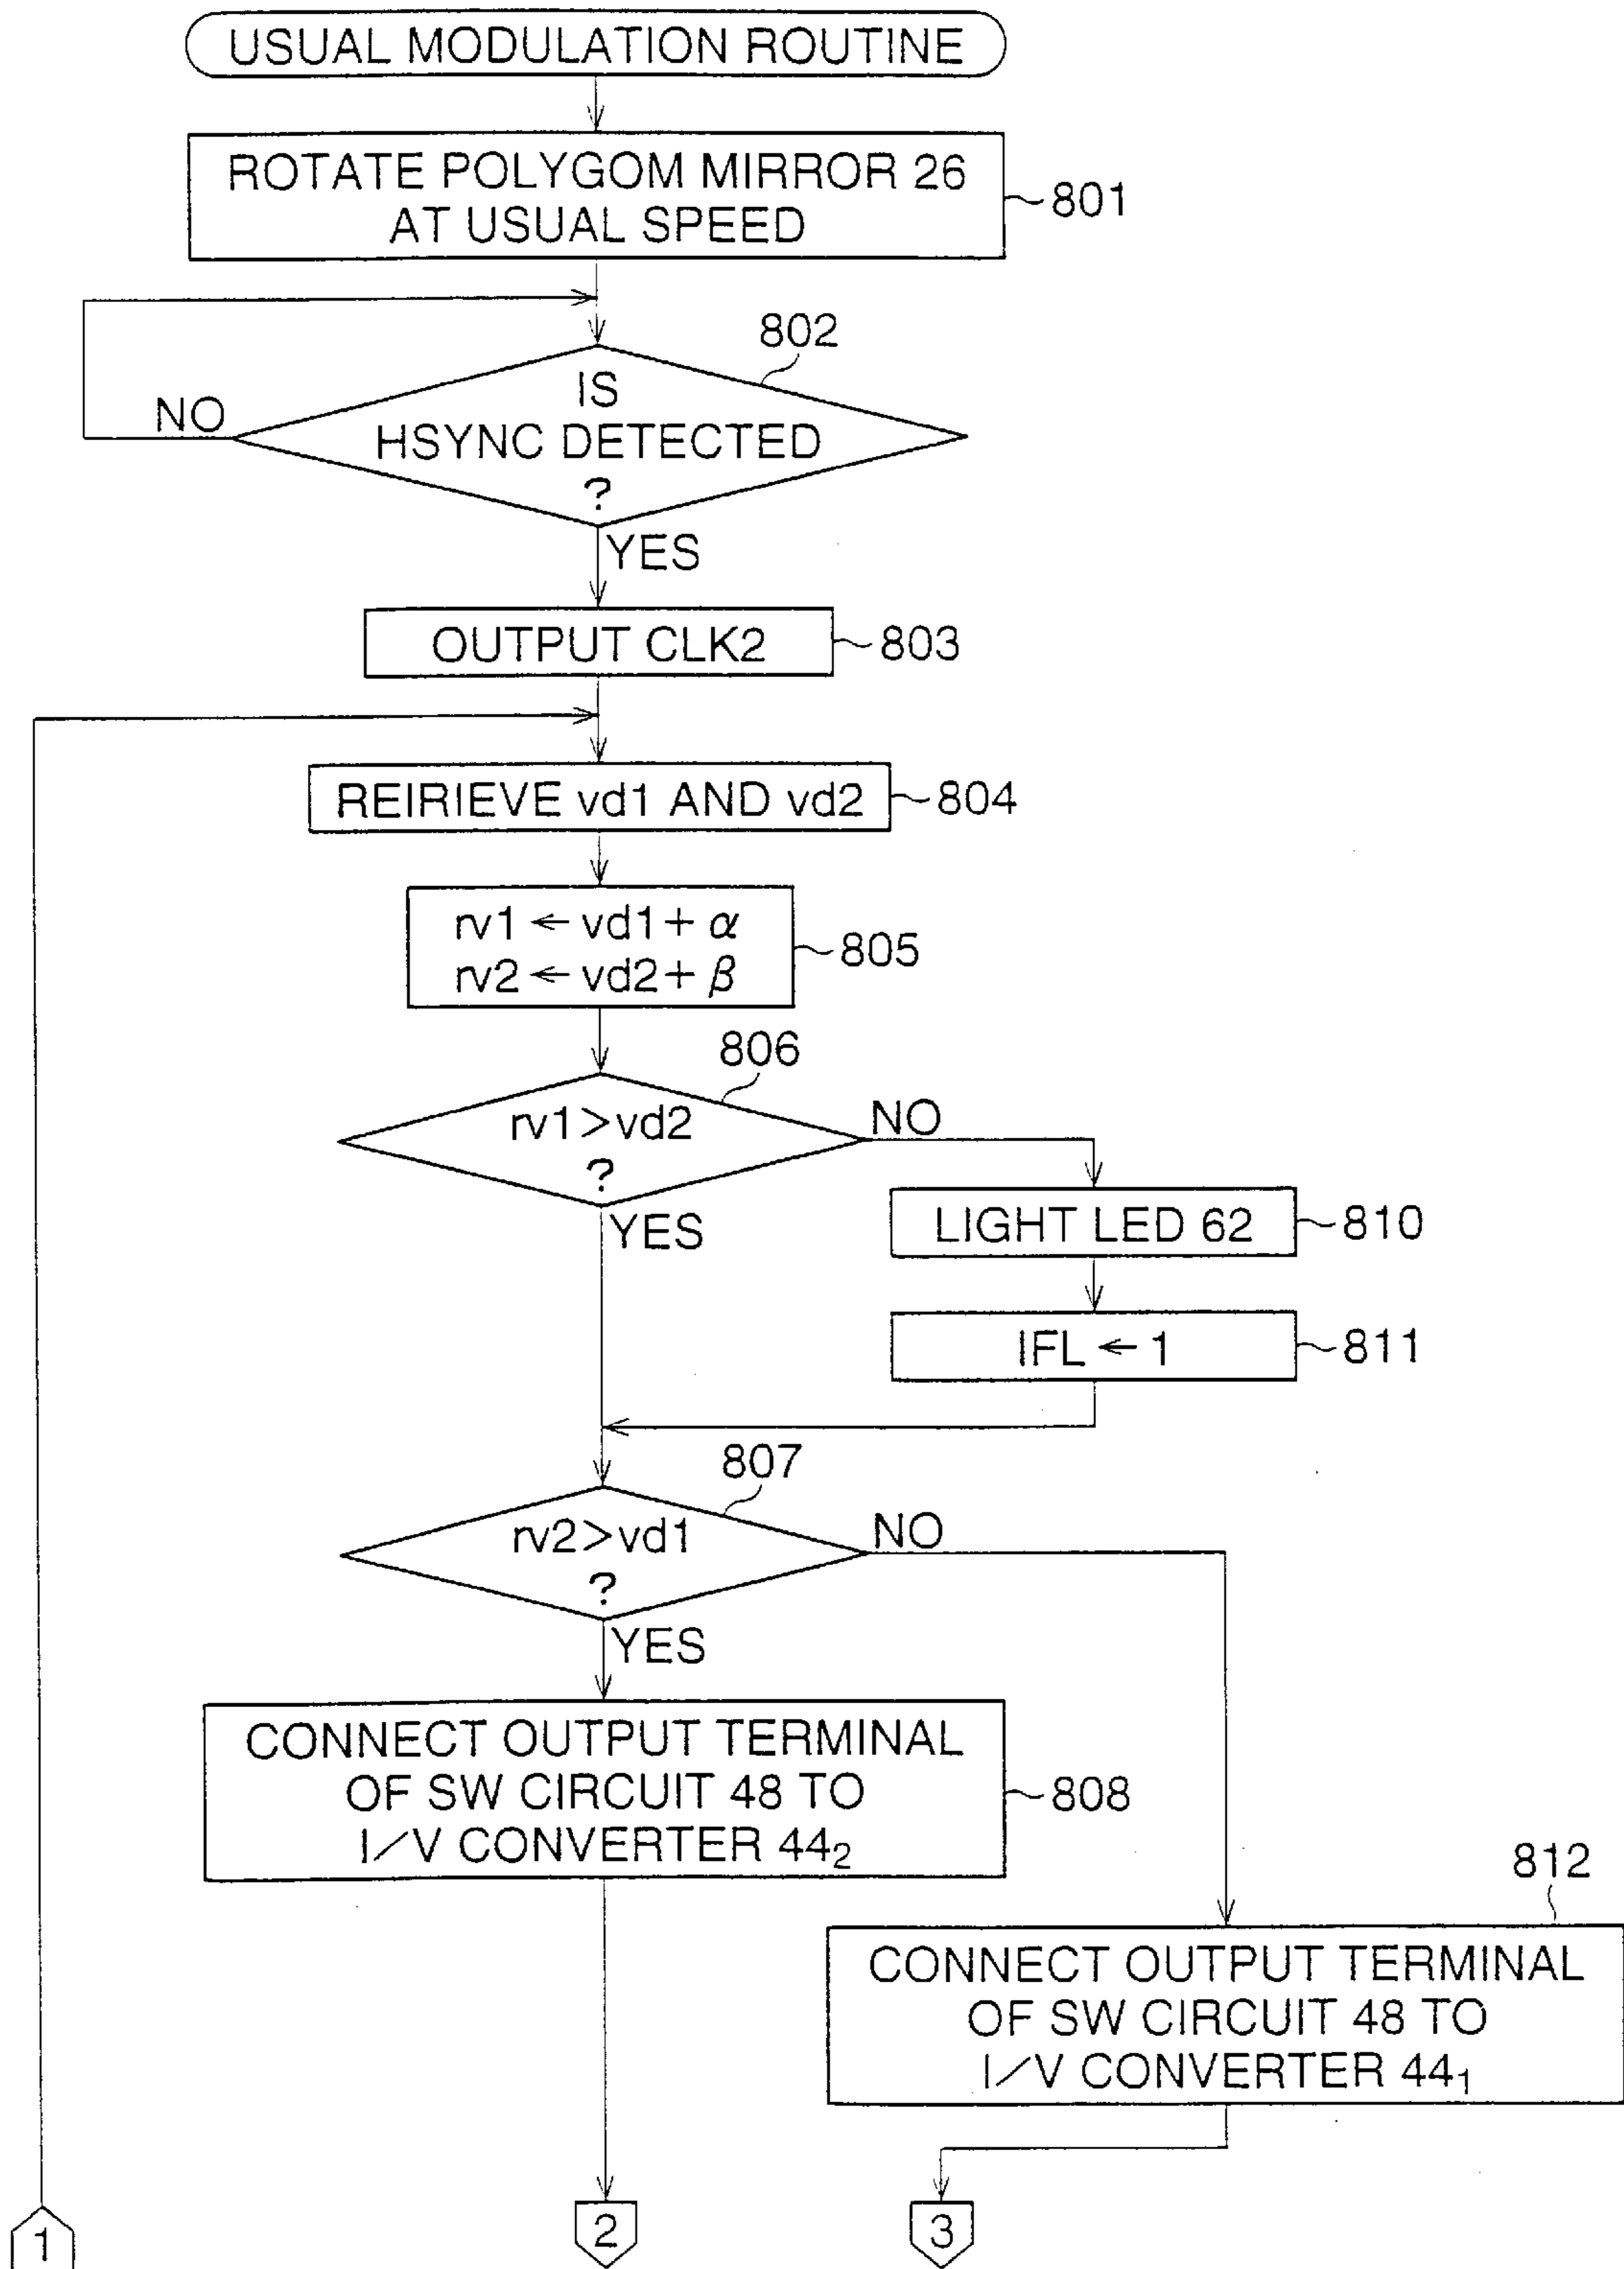 USUAL MODULATION ROUTINE
ROTATE POLYGOM MIRROR 26
AT USUAL SPEED
801
802
IS
HSYNC DETECTED
?
NO
YES
OUTPUT CLK2
803
REIRIEVE vd1 AND vd2
804
rv1 ← vd1 + α
rv2 ← vd2 + β
805
806
rv1 > vd2
?
NO
YES
LIGHT LED 62
810
IFL ← 1
811
807
rv2 > vd1
?
NO
YES
CONNECT OUTPUT TERMINAL
OF SW CIRCUIT 48 TO
I/V CONVERTER 44₂
808
812
CONNECT OUTPUT TERMINAL
OF SW CIRCUIT 48 TO
I/V CONVERTER 44₁
1
2
3